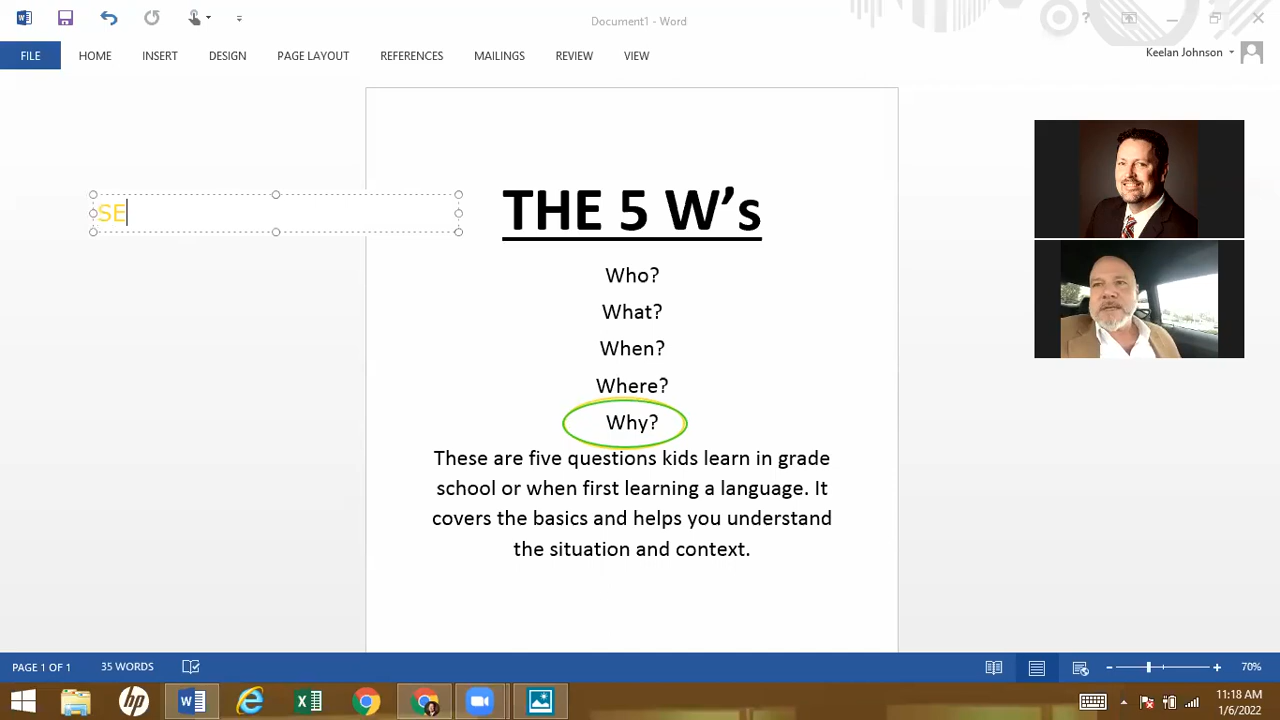 Document1 - Word
?
FILE HOME INSERT DESIGN PAGE LAYOUT REFERENCES MAILINGS REVIEW VIEW
Keelan Johnson
SE
THE 5 W’s
Who?
What?
When?
Where?
Why?
These are five questions kids learn in grade
school or when first learning a language. It
covers the basics and helps you understand
the situation and context.
PAGE 1 OF 1 35 WORDS
70%
11:18 AM
1/6/2022